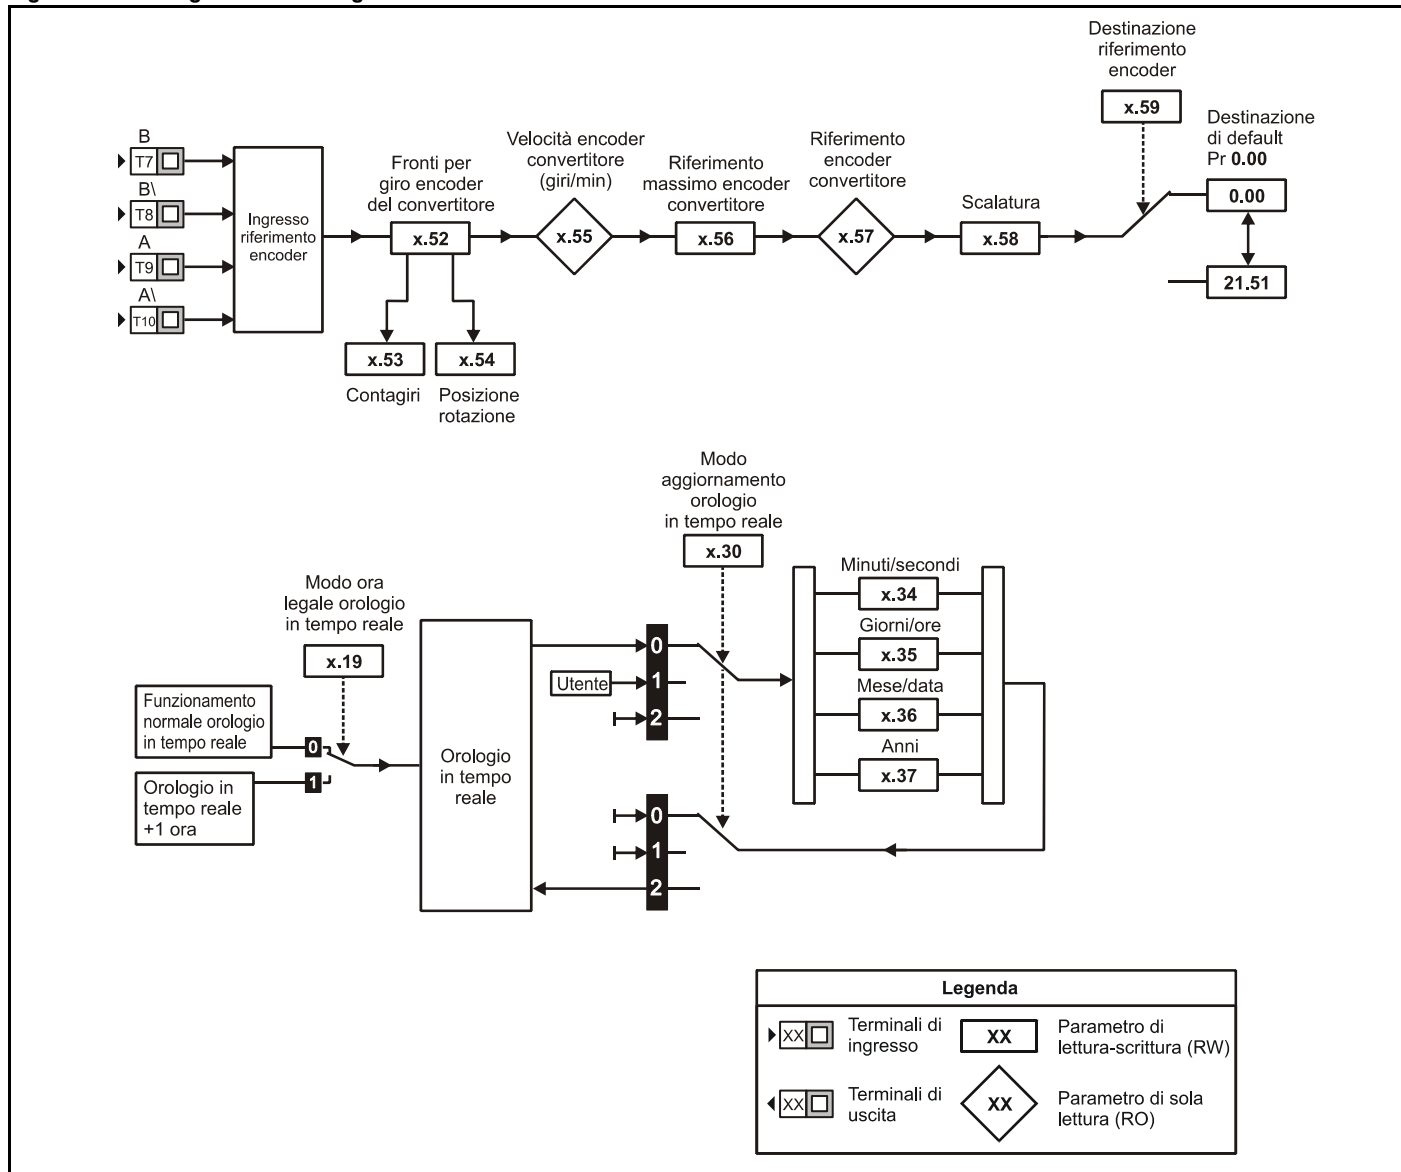 Destinazione
riferimento
encoder
x.59
Destinazione
di default
Pr 0.00
0.00
21.51
B
T7
B\
T8
A
T9
A\
T10
Ingresso
riferimento
encoder
Fronti per
giro encoder
del convertitore
x.52
Velocità encoder
convertitore
(giri/min)
x.55
Riferimento
massimo encoder
convertitore
x.56
Riferimento
encoder
convertitore
x.57
Scalatura
x.58
x.53
x.54
Contagiri
Posizione
rotazione
Modo
aggiornamento
orologio
in tempo reale
x.30
Modo ora
legale orologio
in tempo reale
x.19
Funzionamento
normale orologio
in tempo reale
0
1
Orologio in
tempo reale
+1 ora
Orologio
in tempo
reale
0
Utente
1
2
0
1
2
Minuti/secondi
x.34
Giorni/ore
x.35
Mese/data
x.36
Anni
x.37
Legenda
XX
Terminali di
ingresso
XX
Parametro di
lettura-scrittura (RW)
XX
Terminali di
uscita
XX
Parametro di sola
lettura (RO)